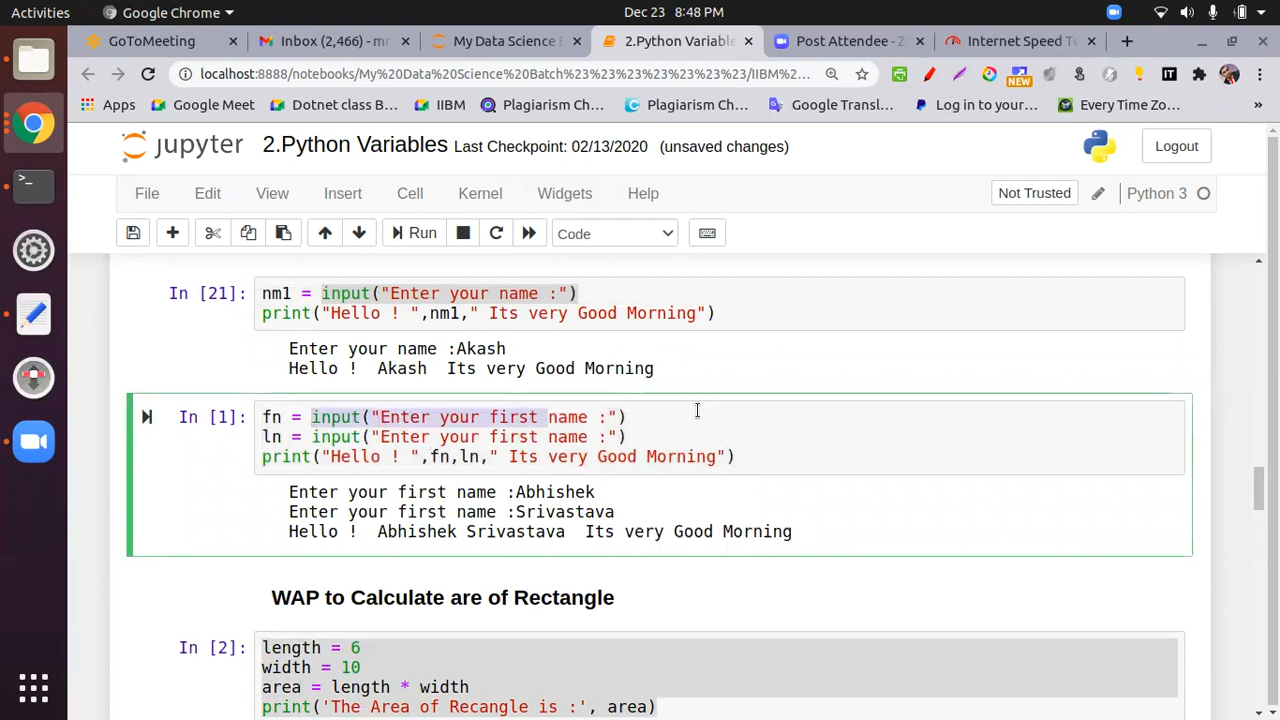 Activities Google Chrome Dec 23 8:48 PM
GoToMeeting Inbox (2,466) - mr My Data Science B 2.Python Variable Post Attendee - Zo Internet Speed Te
localhost:8888/notebooks/My%20Data%20Science%20Batch%23%23%23%23%23%23%23/IIBM%2... NEW IT
Apps Google Meet Dotnet class B... IIBM Plagiarism Ch... Plagiarism Ch... Google Transl... Log in to your... Every Time Zo... »
jupyter 2.Python Variables Last Checkpoint: 02/13/2020 (unsaved changes) Logout
File Edit View Insert Cell Kernel Widgets Help Not Trusted Python 3
Run Code
In [21]: nm1 = input("Enter your name :")
print("Hello ! ",nm1," Its very Good Morning")
Enter your name :Akash
Hello !  Akash  Its very Good Morning
In [1]: fn = input("Enter your first name :")
ln = input("Enter your first name :")
print("Hello ! ",fn,ln," Its very Good Morning")
Enter your first name :Abhishek
Enter your first name :Srivastava
Hello !  Abhishek Srivastava  Its very Good Morning
WAP to Calculate are of Rectangle
In [2]: length = 6
width = 10
area = length * width
print('The Area of Recangle is :', area)